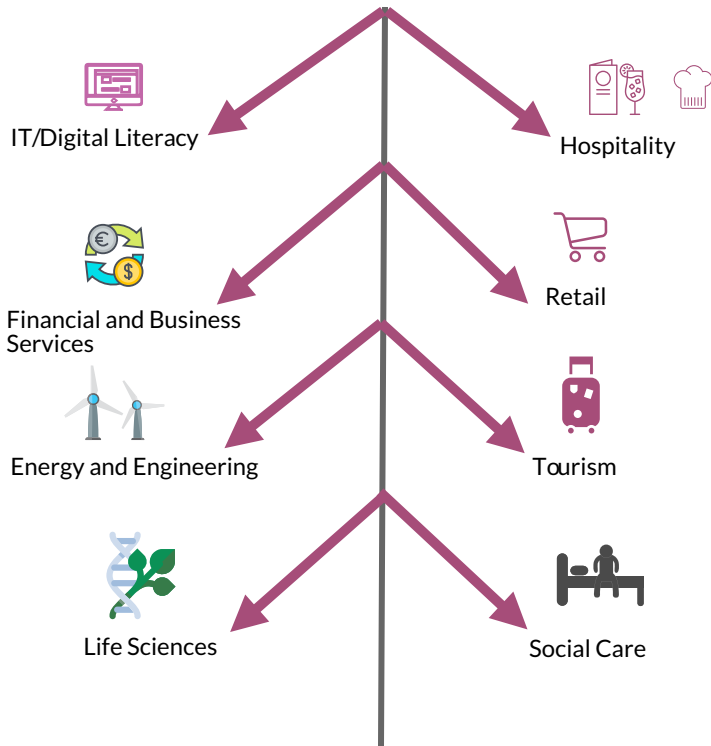 IT/Digital Literacy
Hospitality
€
$
Financial and Business
Services
Retail
Energy and Engineering
Tourism
Life Sciences
Social Care